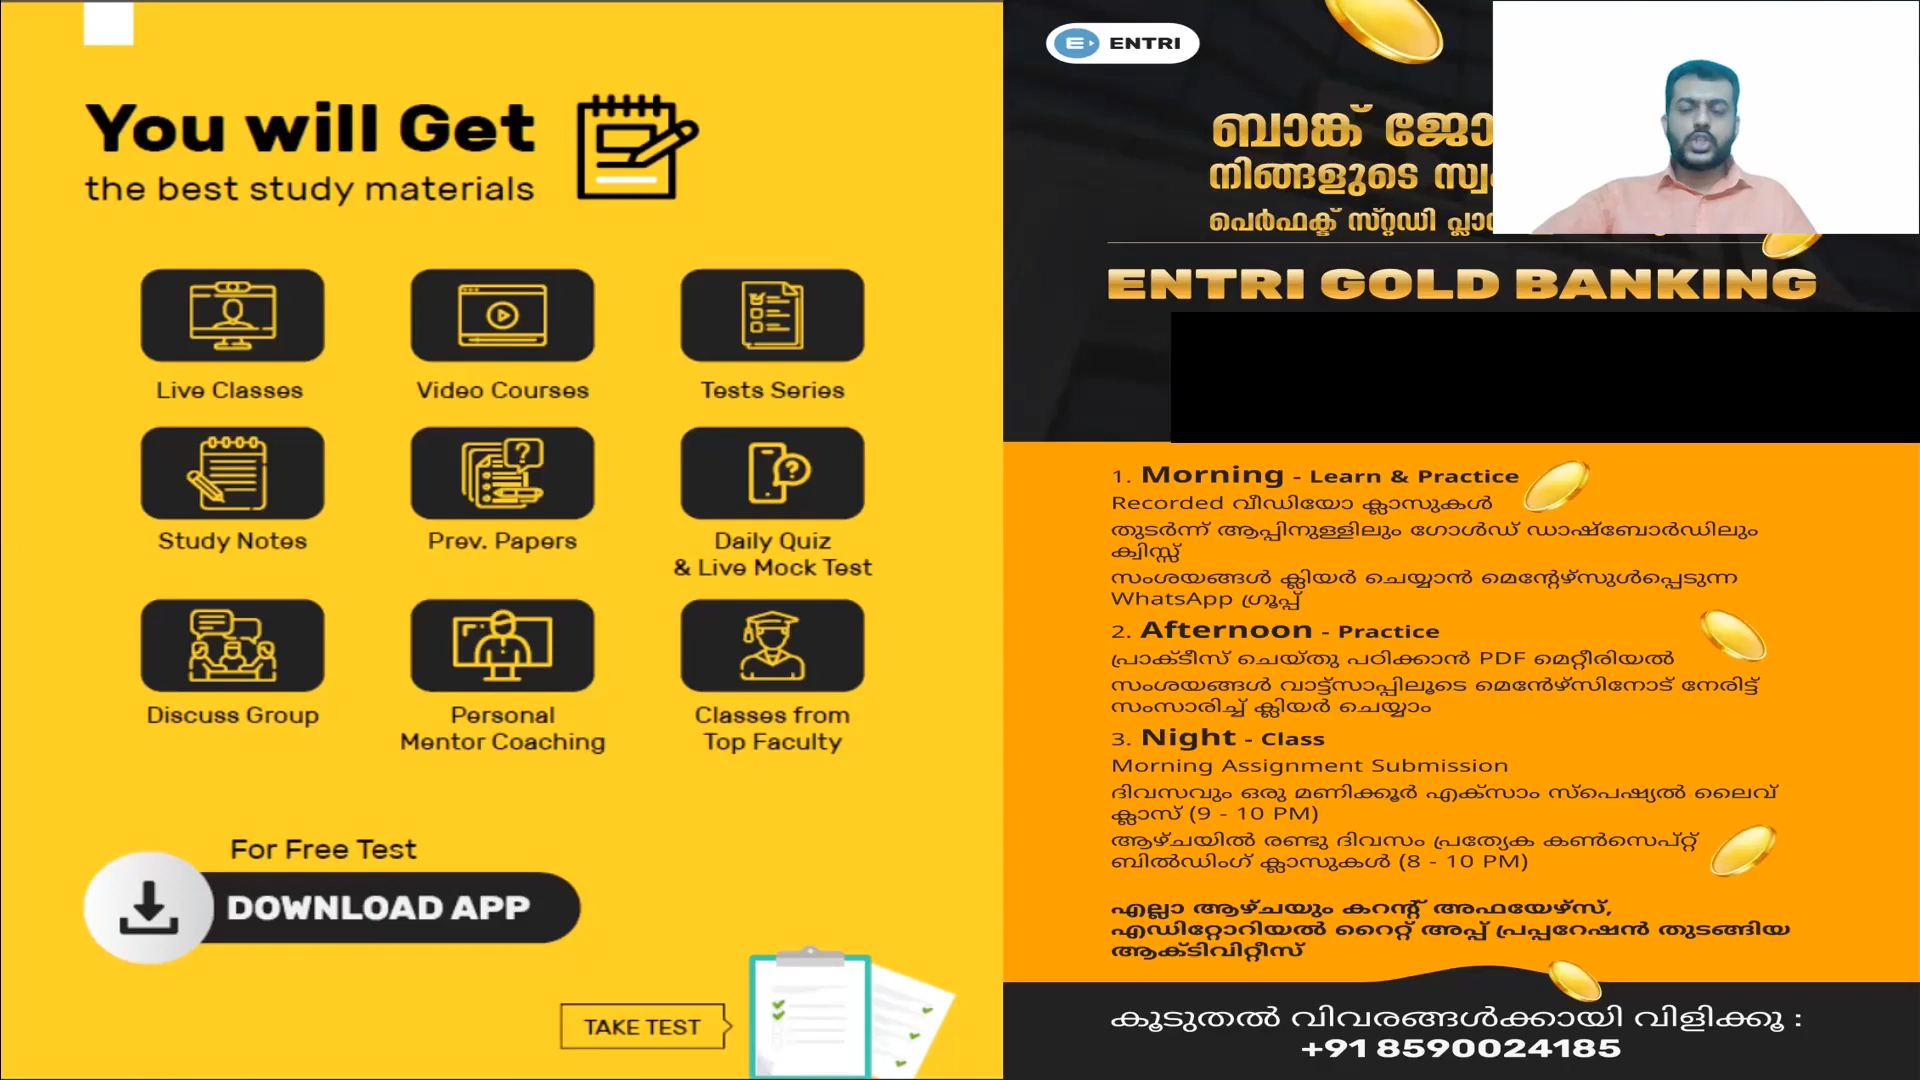 You will Get
the best study materials
Live Classes
Video Courses
Tests Series
Study Notes
Prev. Papers
Daily Quiz
& Live Mock Test
Discuss Group
Personal
Mentor Coaching
Classes from
Top Faculty
For Free Test
DOWNLOAD APP
TAKE TEST
ENTRI
ബാങ്ക്
നിങ്ങളുടെ
പെർഫക്ട് സ്റ്റഡി
ENTRI GOLD BANKING
1. Morning - Learn & Practice
Recorded വീഡിയോ ക്ലാസുകൾ
തുടർന്ന് ആപ്പിനുള്ളിലും ഗോൾഡ് ഡാഷ്ബോർഡിലും
ക്വിസ്സ്
സംശയങ്ങൾ ക്ലിയർ ചെയ്യാൻ മെന്റേഴ്സുൾപ്പെടുന്ന
WhatsApp ഗ്രൂപ്പ്
2. Afternoon - Practice
പ്രാക്ടീസ് ചെയ്തു പഠിക്കാൻ PDF മെറ്റീരിയൽ
സംശയങ്ങൾ വാട്ട്സാപ്പിലൂടെ മെൻേഴ്സിനോട് നേരിട്ട്
സംസാരിച്ച് ക്ലിയർ ചെയ്യാം
3. Night - Class
Morning Assignment Submission
ദിവസവും ഒരു മണിക്കൂർ എക്സാം സ്പെഷ്യൽ ലൈവ്
ക്ലാസ് (9 - 10 PM)
ആഴ്ചയിൽ രണ്ടു ദിവസം പ്രത്യേക കൺസെപ്റ്റ്
ബിൽഡിംഗ് ക്ലാസുകൾ (8 - 10 PM)
എല്ലാ ആഴ്ചയും കറന്റ് അഫയേഴ്സ്,
എഡിറ്റോറിയൽ റൈറ്റ് അപ്പ് പ്രപ്പറേഷൻ തുടങ്ങിയ
ആക്ടിവിറ്റീസ്
കൂടുതൽ വിവരങ്ങൾക്കായി വിളിക്കൂ :
+91 8590024185